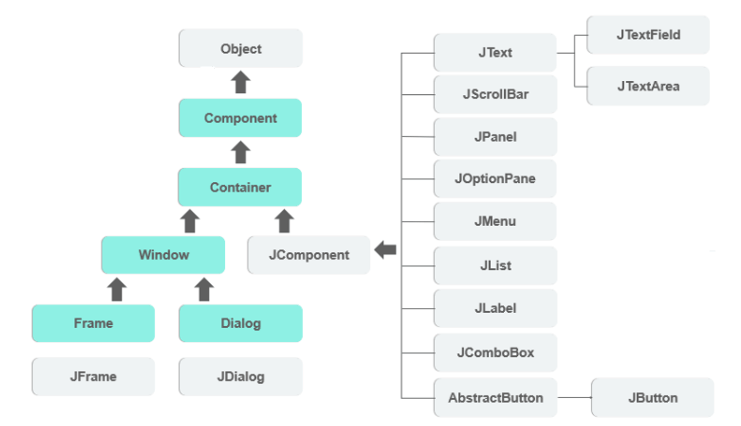 Object
Component
Container
Window
JComponent
Frame
Dialog
JFrame
JDialog
JText
JScrollBar
JPanel
JOptionPane
JMenu
JList
JLabel
JComboBox
AbstractButton
JTextField
JTextArea
JButton